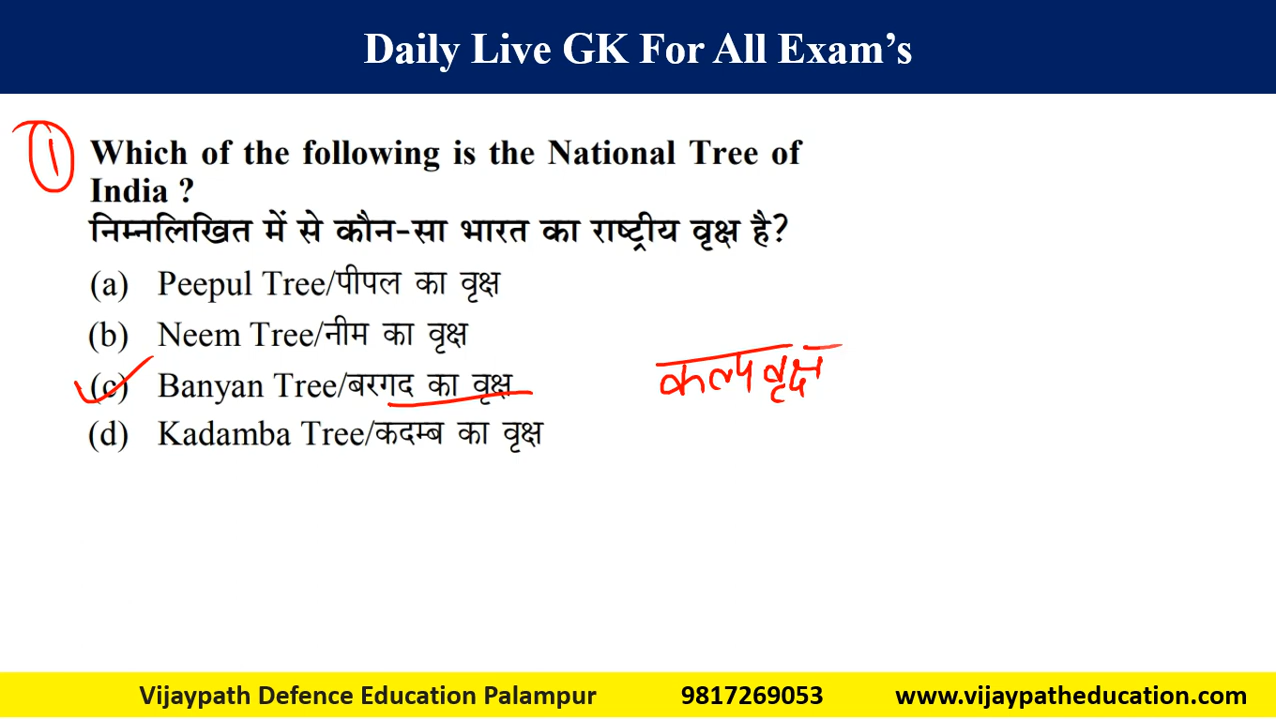 Daily Live GK For All Exam's
1 Which of the following is the National Tree of
India ?
निम्नलिखित में से कौन-सा भारत का राष्ट्रीय वृक्ष है?
(a) Peepul Tree/पीपल का वृक्ष
(b) Neem Tree/नीम का वृक्ष
(c) Banyan Tree/बरगद का वृक्ष
कल्पवृक्ष
(d) Kadamba Tree/कदम्ब का वृक्ष
Vijaypath Defence Education Palampur 9817269053 www.vijaypatheducation.com